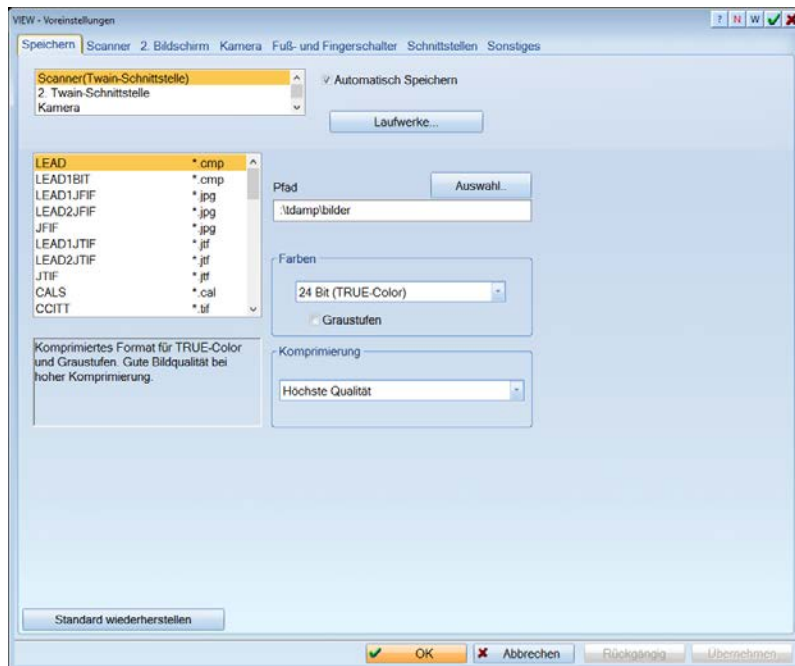 VIEW - Voreinstellungen
? N W
Speichern Scanner 2. Bildschirm Kamera Fuß- und Fingerschalter Schnittstellen Sonstiges
Scanner(Twain-Schnittstelle)
2. Twain-Schnittstelle
Kamera
Automatisch Speichern
Laufwerke...
LEAD *.cmp
LEAD1BIT *.cmp
LEAD1JFIF *.jpg
LEAD2JFIF *.jpg
JFIF *.jpg
LEAD1JTIF *.jtf
LEAD2JTIF *.jtf
JTIF *.jtf
CALS *.cal
CCITT *.tif
Pfad
Auswahl..
:\tdamp\bilder
Farben
24 Bit (TRUE-Color)
Graustufen
Komprimiertes Format für TRUE-Color
und Graustufen. Gute Bildqualität bei
hoher Komprimierung.
Komprimierung
Höchste Qualität
Standard wiederherstellen
OK Abbrechen Rückgängig Übernehmen